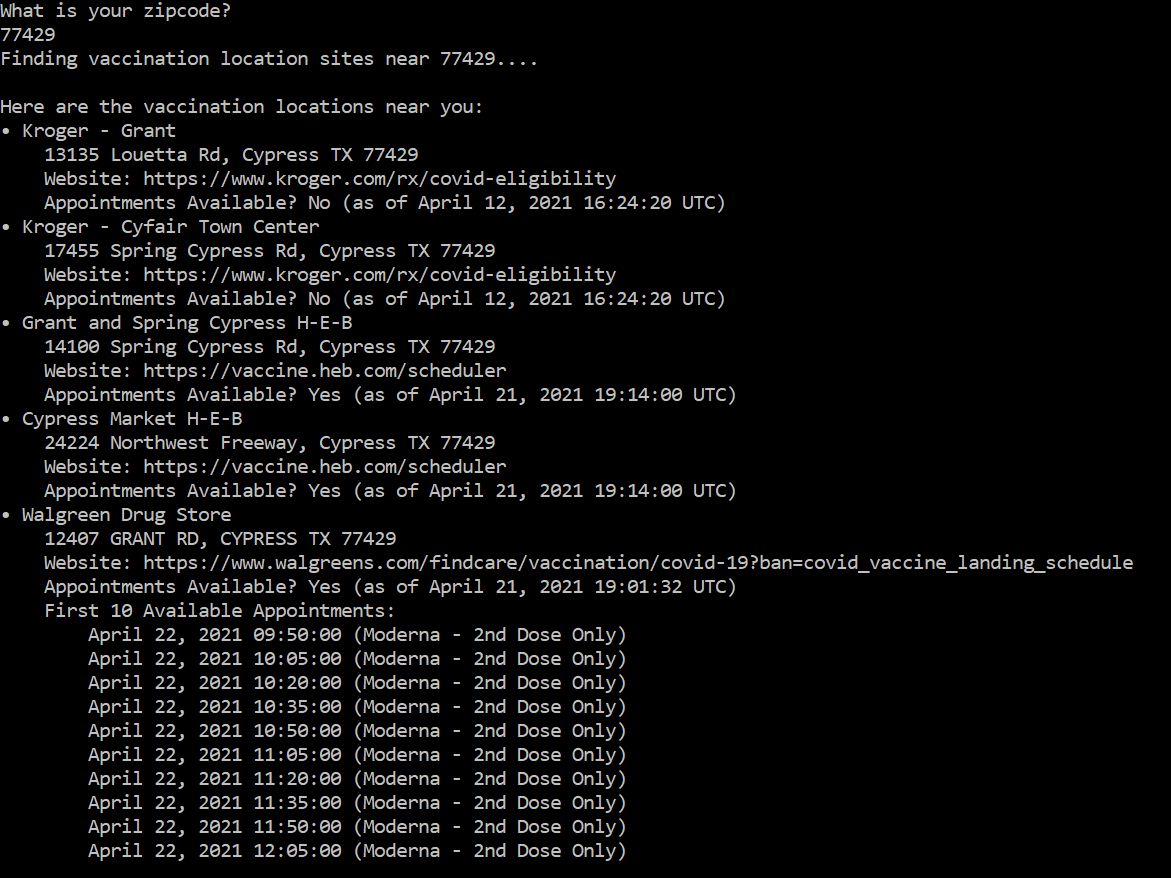 What is your zipcode?
77429
Finding vaccination location sites near 77429....
Here are the vaccination locations near you:
• Kroger - Grant
13135 Louetta Rd, Cypress TX 77429
Website: https://www.kroger.com/rx/covid-eligibility
Appointments Available? No (as of April 12, 2021 16:24:20 UTC)
• Kroger - Cyfair Town Center
17455 Spring Cypress Rd, Cypress TX 77429
Website: https://www.kroger.com/rx/covid-eligibility
Appointments Available? No (as of April 12, 2021 16:24:20 UTC)
• Grant and Spring Cypress H-E-B
14100 Spring Cypress Rd, Cypress TX 77429
Website: https://vaccine.heb.com/scheduler
Appointments Available? Yes (as of April 21, 2021 19:14:00 UTC)
• Cypress Market H-E-B
24224 Northwest Freeway, Cypress TX 77429
Website: https://vaccine.heb.com/scheduler
Appointments Available? Yes (as of April 21, 2021 19:14:00 UTC)
• Walgreen Drug Store
12407 GRANT RD, CYPRESS TX 77429
Website: https://www.walgreens.com/findcare/vaccination/covid-19?ban=covid_vaccine_landing_schedule
Appointments Available? Yes (as of April 21, 2021 19:01:32 UTC)
First 10 Available Appointments:
April 22, 2021 09:50:00 (Moderna - 2nd Dose Only)
April 22, 2021 10:05:00 (Moderna - 2nd Dose Only)
April 22, 2021 10:20:00 (Moderna - 2nd Dose Only)
April 22, 2021 10:35:00 (Moderna - 2nd Dose Only)
April 22, 2021 10:50:00 (Moderna - 2nd Dose Only)
April 22, 2021 11:05:00 (Moderna - 2nd Dose Only)
April 22, 2021 11:20:00 (Moderna - 2nd Dose Only)
April 22, 2021 11:35:00 (Moderna - 2nd Dose Only)
April 22, 2021 11:50:00 (Moderna - 2nd Dose Only)
April 22, 2021 12:05:00 (Moderna - 2nd Dose Only)